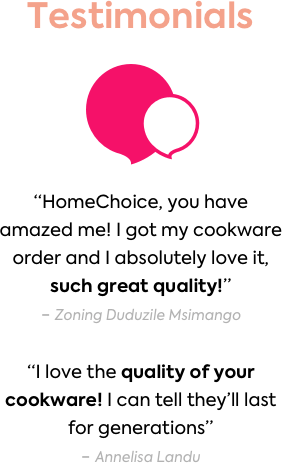 Testimonials
“HomeChoice, you have
amazed me! I got my cookware
order and I absolutely love it,
such great quality!”
– Zoning Duduzile Msimango
“I love the quality of your
cookware! I can tell they’ll last
for generations”
– Annelisa Landu